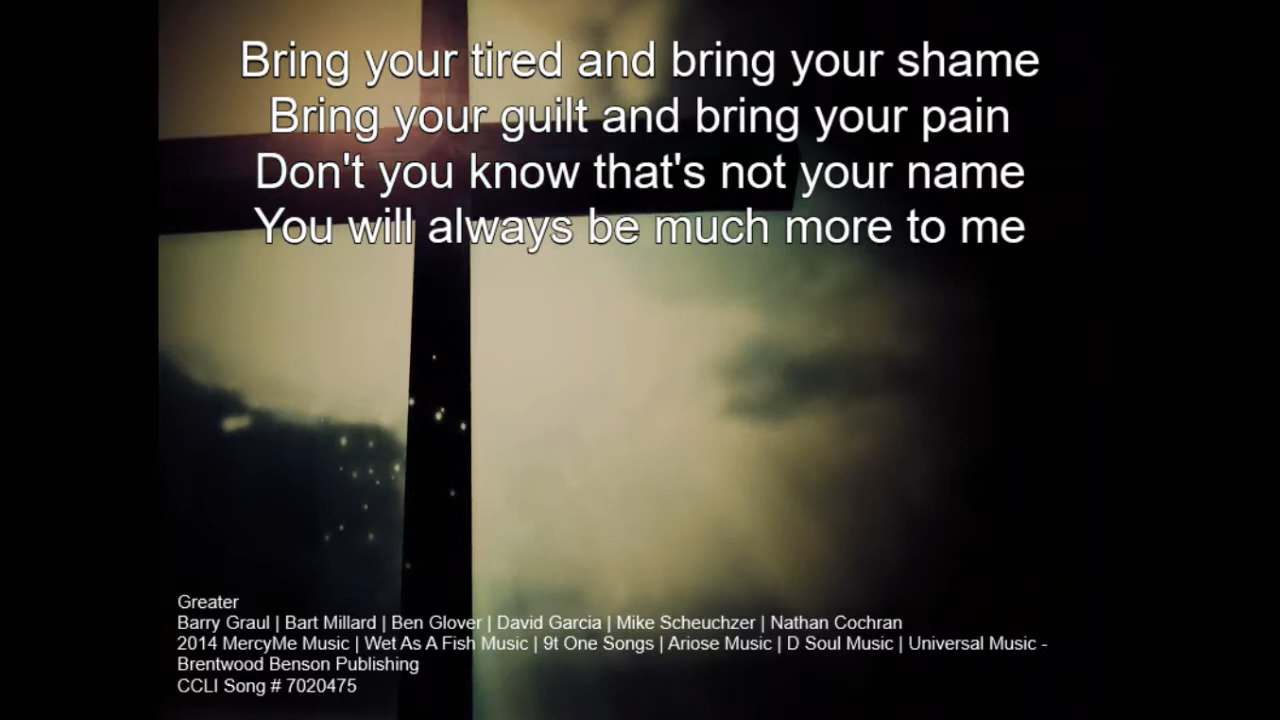 Bring your tired and bring your shame
Bring your guilt and bring your pain
Don't you know that's not your name
You will always be much more to me
Greater
Barry Graul | Bart Millard | Ben Glover | David Garcia | Mike Scheuchzer | Nathan Cochran
2014 MercyMe Music | Wet As A Fish Music | 9t One Songs | Ariose Music | D Soul Music | Universal Music -
Brentwood Benson Publishing
CCLI Song # 7020475